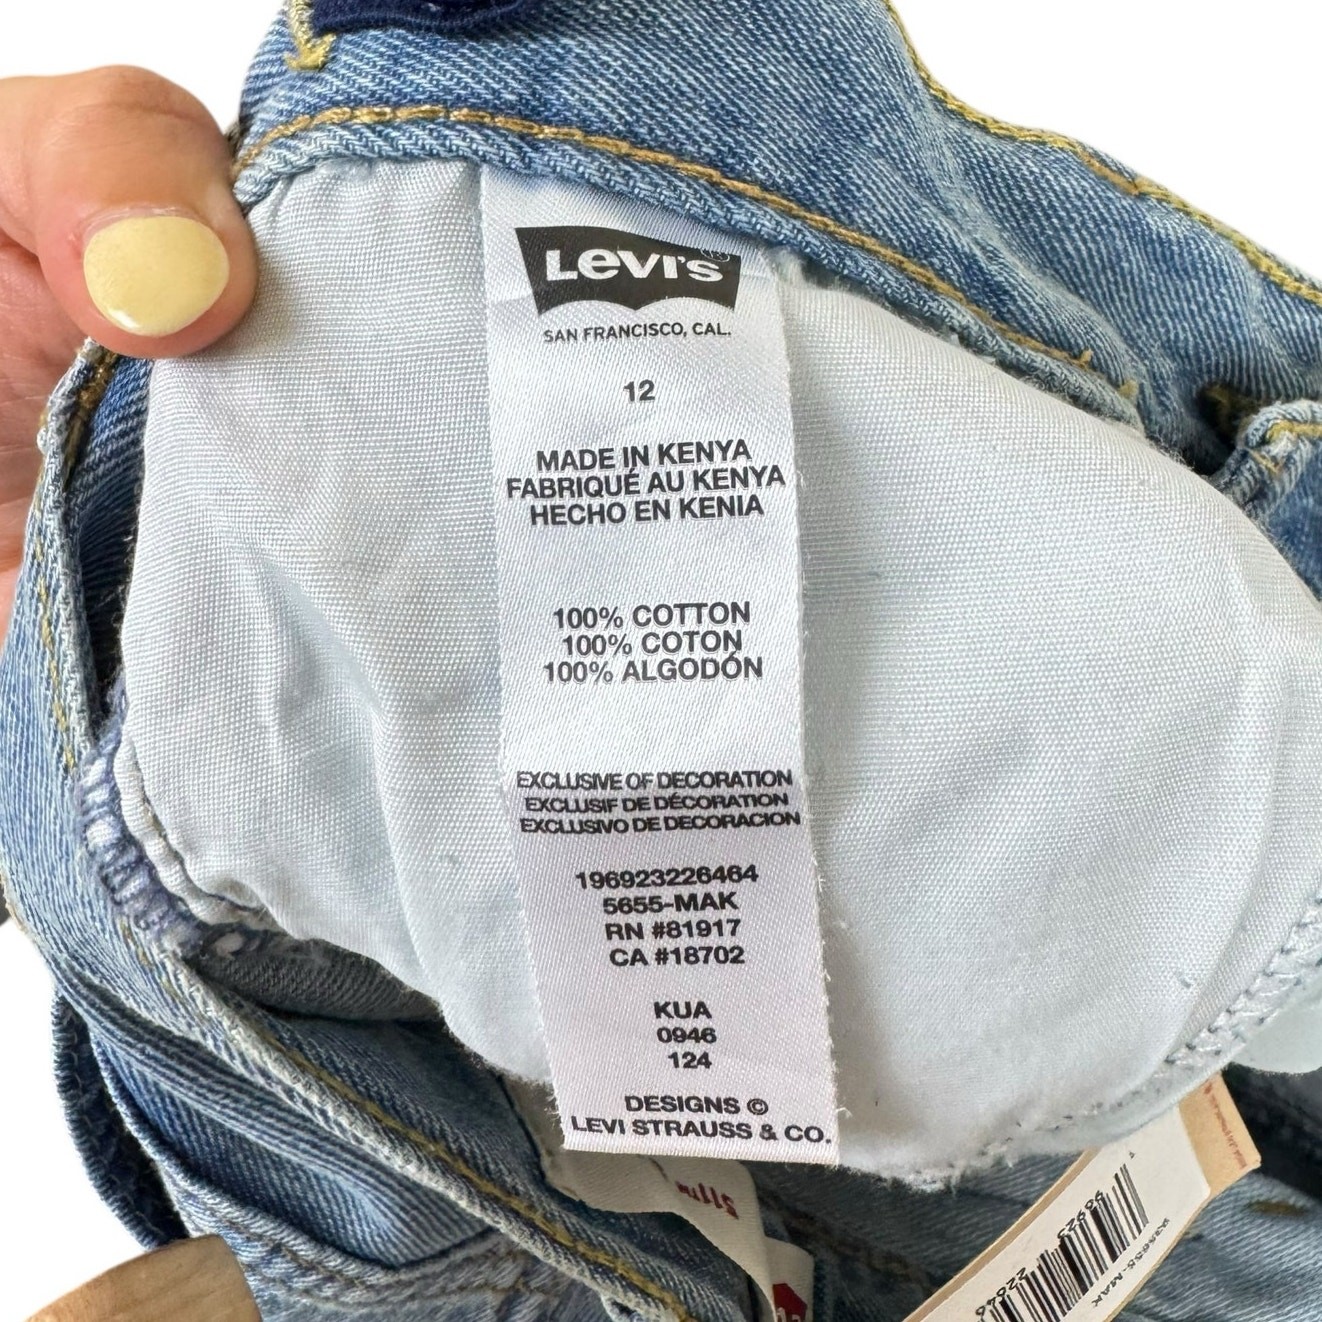 LEVI'S®
SAN FRANCISCO, CAL.
12
MADE IN KENYA
FABRIQUÉ AU KENYA
HECHO EN KENIA
100% COTTON
100% COTON
100% ALGODÓN
EXCLUSIVE OF DECORATION
EXCLUSIF DE DÉCORATION
EXCLUSIVO DE DECORACION
196923226464
5655-MAK
RN #81917
CA #18702
KUA
0946
124
DESIGNS ©
LEVI STRAUSS & CO.